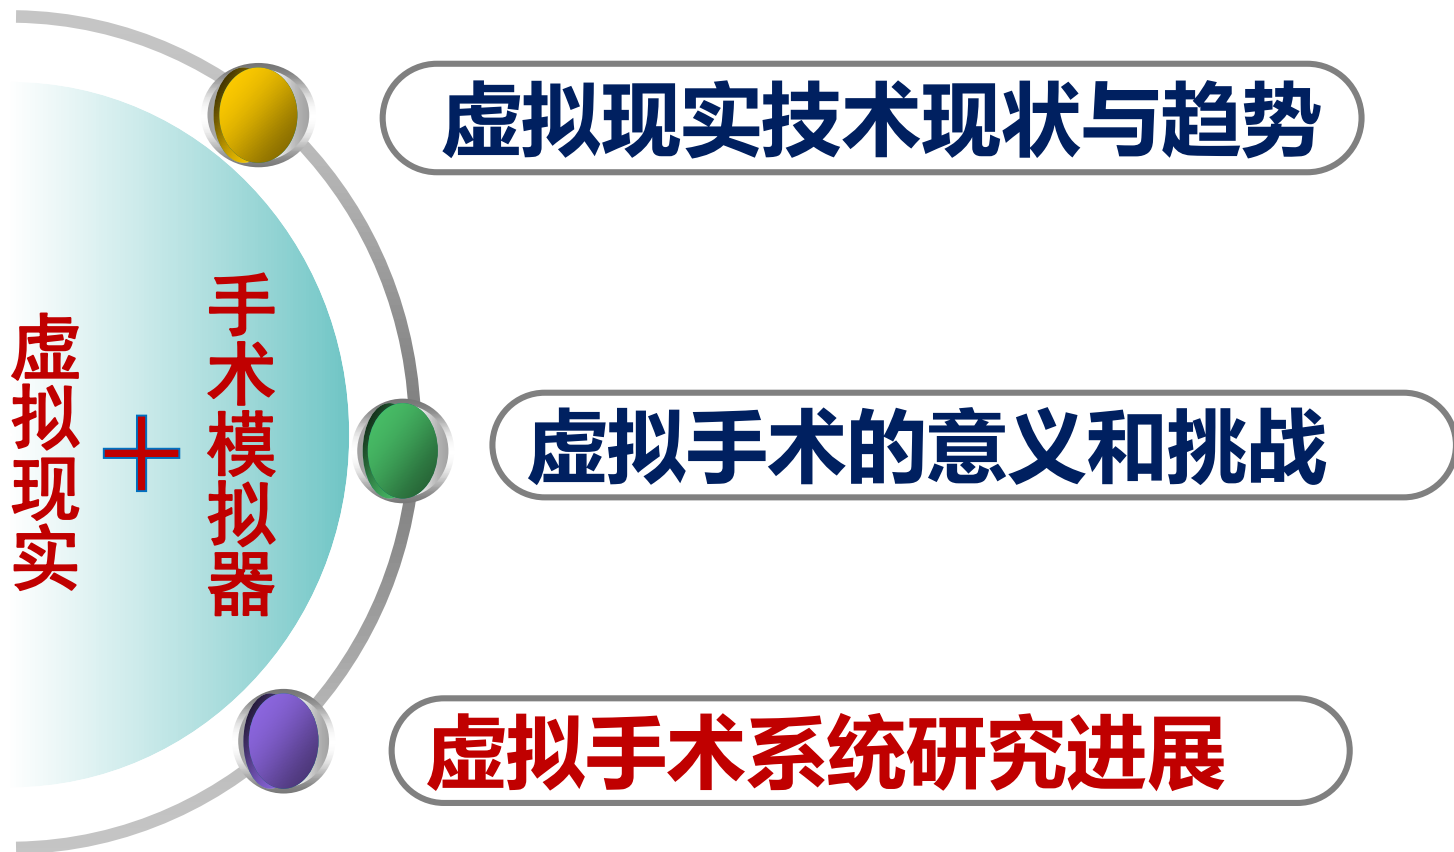 虚拟现实
+
手术模拟器
虚拟现实技术现状与趋势
虚拟手术的意义和挑战
虚拟手术系统研究进展